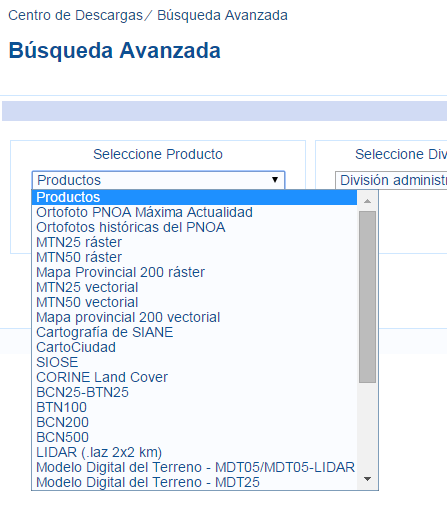 Centro de Descargas/ Búsqueda Avanzada
Búsqueda Avanzada
Seleccione Producto
Seleccione Div
Productos
División administr
Productos
Ortofoto PNOA Máxima Actualidad
Ortofotos históricas del PNOA
MTN25 ráster
MTN50 ráster
Mapa Provincial 200 ráster
MTN25 vectorial
MTN50 vectorial
Mapa provincial 200 vectorial
Cartografía de SIANE
CartoCiudad
SIOSE
CORINE Land Cover
BCN25-BTN25
BTN100
BCN200
BCN500
LIDAR (.laz 2x2 km)
Modelo Digital del Terreno - MDT05/MDT05-LIDAR
Modelo Digital del Terreno - MDT25